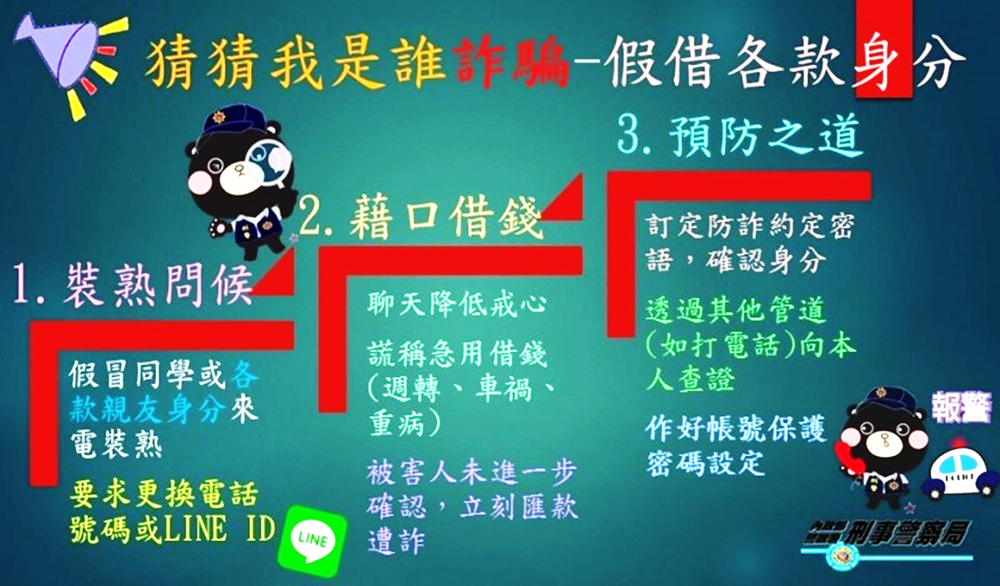 猜猜我是誰詐騙-假借各款身分
1.裝熟問候
假冒同學或各
款親友身分來
電裝熟
要求更換電話
號碼或LINE ID
LINE
2.藉口借錢
聊天降低戒心
謊稱急用借錢
(週轉、車禍、
重病)
被害人未進一步
確認，立刻匯款
遭詐
3.預防之道
訂定防詐約定密
語，確認身分
透過其他管道
(如打電話)向本
人查證
作好帳號保護
密碼設定
報警
POLICE
內政部
警政署
刑事警察局